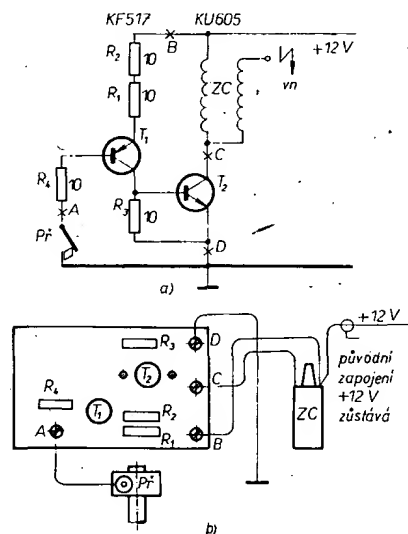 KF517 KU605
B +12 V
R2 10
ZC vn
R1 10
T1 C
R4 10 T2
A R3 10
Př D
a)
+12 V
R3 D
T2 C
původní
zapojení
+12 V
zůstává
R4 ZC
T1 R2
A R1 B
Př
b)